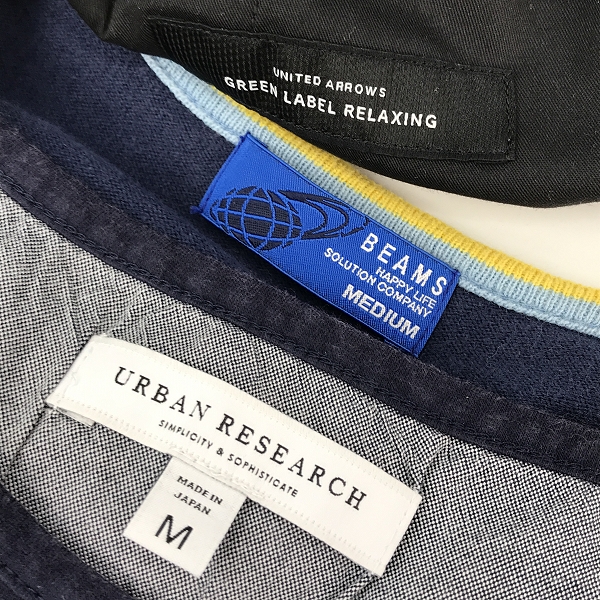 UNITED ARROWS
GREEN LABEL RELAXING
BEAMS
HAPPY LIFE
SOLUTION COMPANY
MEDIUM
URBAN RESEARCH
SIMPLICITY & SOPHISTICATE
MADE IN
JAPAN
M